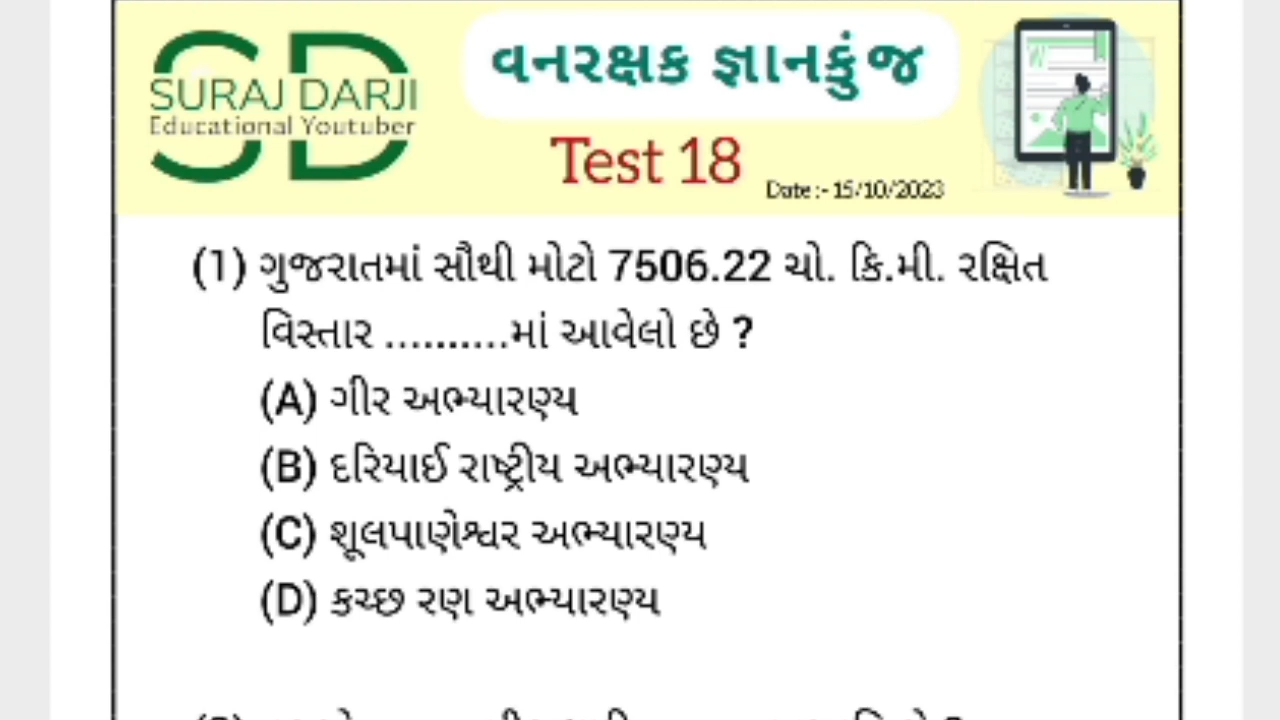 SURAJ DARJI
Educational Youtuber
વનરક્ષક જ્ઞાનકુંજ
Test 18
Date :- 15/10/2023
(1) ગુજરાતમાં સૌથી મોટો 7506.22 ચો. કિ.મી. રક્ષિત
વિસ્તાર ..........માં આવેલો છે ?
(A) ગીર અભ્યારણ્ય
(B) દરિયાઈ રાષ્ટ્રીય અભ્યારણ્ય
(C) શૂલપાણેશ્વર અભ્યારણ્ય
(D) કચ્છ રણ અભ્યારણ્ય